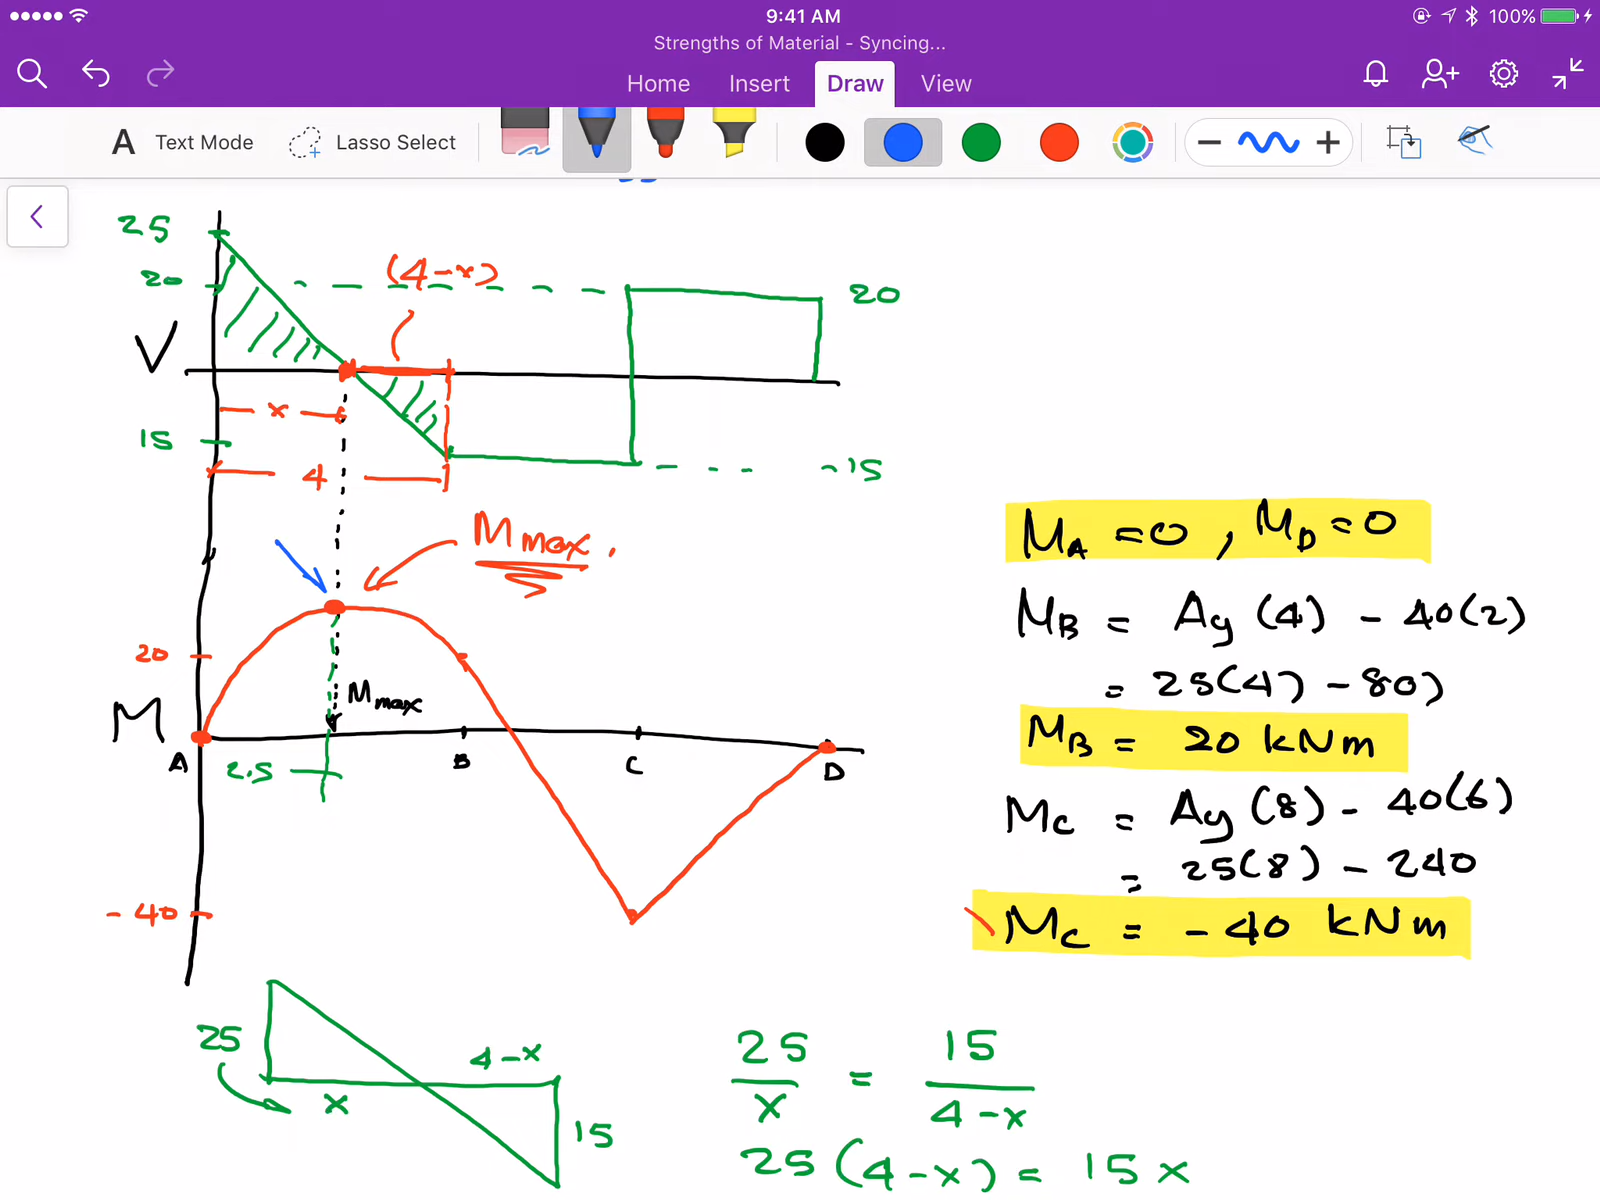 9:41 AM
100%
Strengths of Material - Syncing...
Home Insert Draw View
A Text Mode Lasso Select
25
(4-x)
20
20
V
x
15
4
-15
M max.
20
M max
M
A
2.5
B
C
D
-40
MA = 0, MD = 0
MB = Ay (4) - 40(2)
= 25(4) - 80)
MB = 20 kNm
MC = Ay (8) - 40(6)
= 25(8) - 240
MC = -40 kNm
25
4-x
x
15
25/x = 15/4-x
25 (4-x) = 15x